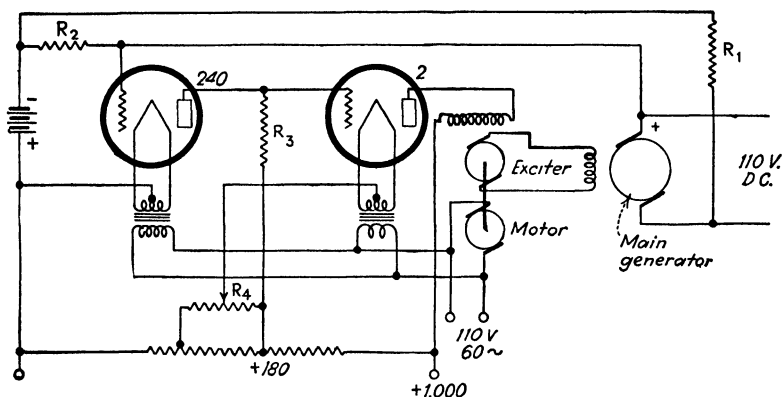 R2
240
2
R1
-
+
R3
+
Exciter
110 V.
D C.
Motor
Main
generator
R4
110 V
60 ~
+180
+1,000